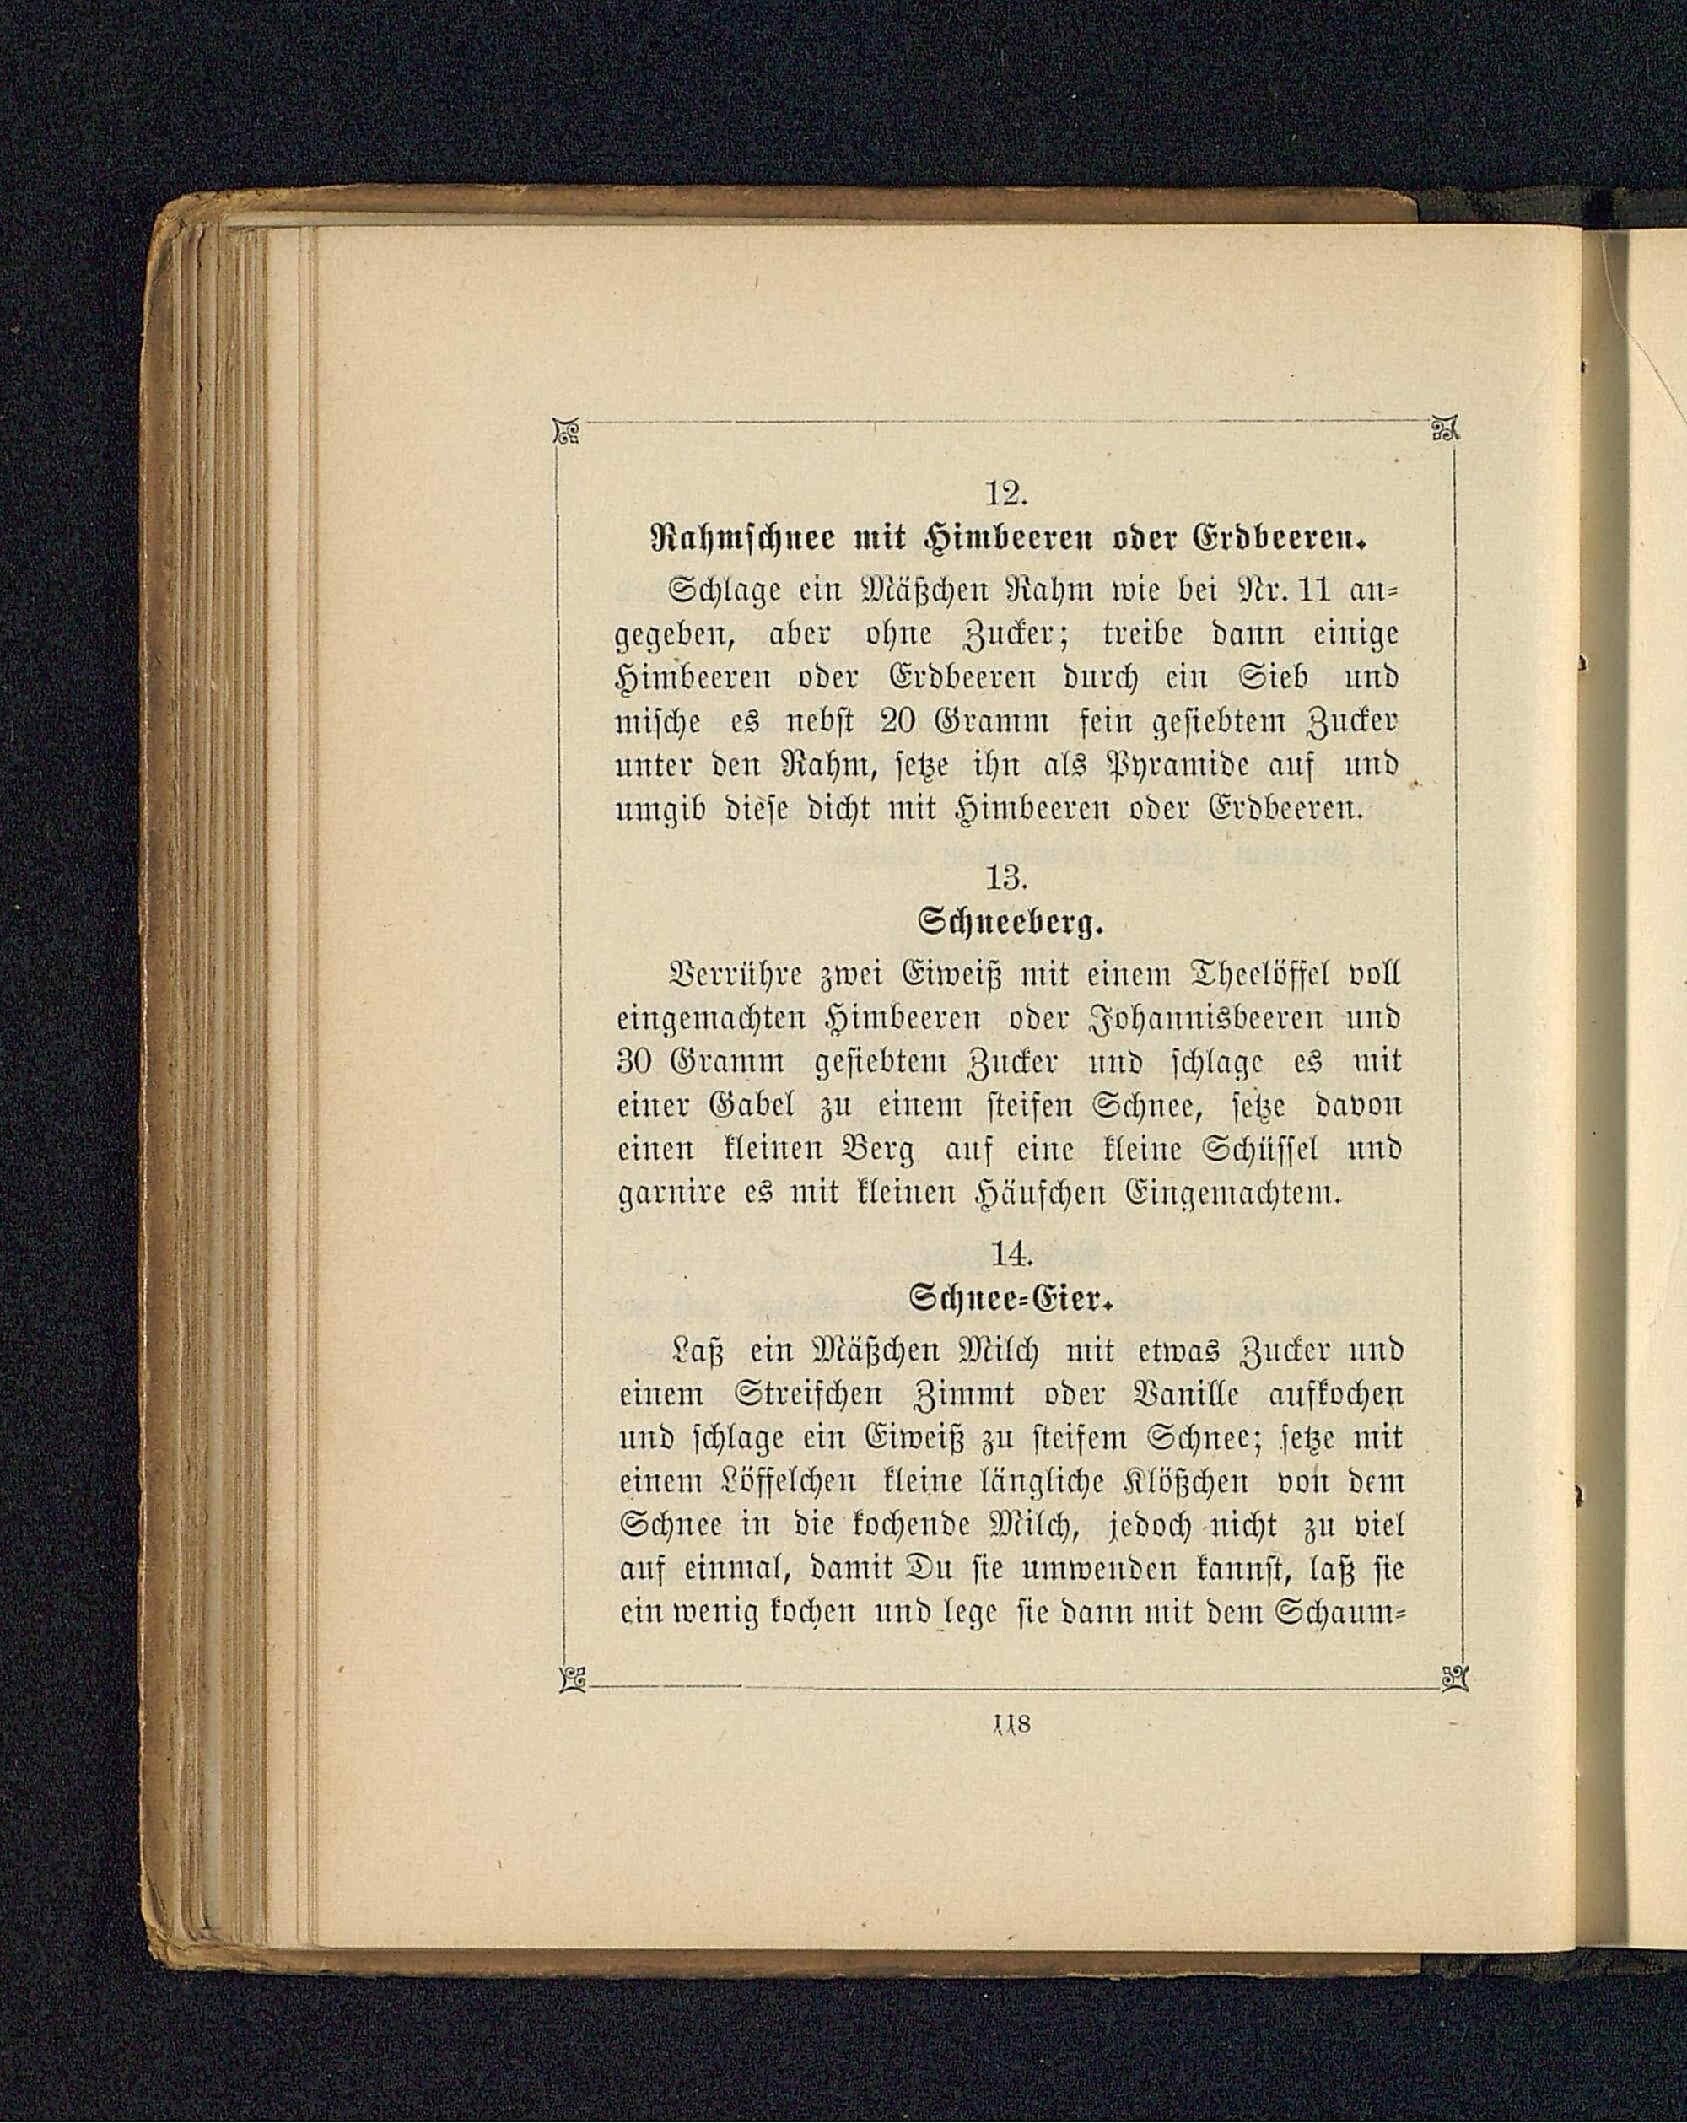 12.
Rahmschnee mit Himbeeren oder Erdbeeren.
Schlage ein Mäßchen Rahm wie bei Nr. 11 an-
gegeben, aber ohne Zucker; treibe dann einige
Himbeeren oder Erdbeeren durch ein Sieb und
mische es nebst 20 Gramm fein gesiebtem Zucker
unter den Rahm, setze ihn als Pyramide auf und
umgib diese dicht mit Himbeeren oder Erdbeeren.
13.
Schneeberg.
Verrühre zwei Eiweiß mit einem Theelöffel voll
eingemachten Himbeeren oder Johannisbeeren und
30 Gramm gesiebtem Zucker und schlage es mit
einer Gabel zu einem steifen Schnee, setze davon
einen kleinen Berg auf eine kleine Schüssel und
garnire es mit kleinen Häufchen Eingemachtem.
14.
Schnee-Eier.
Laß ein Mäßchen Milch mit etwas Zucker und
einem Streifchen Zimmt oder Vanille aufkochen
und schlage ein Eiweiß zu steifem Schnee; setze mit
einem Löffelchen kleine längliche Klößchen von dem
Schnee in die kochende Milch, jedoch nicht zu viel
auf einmal, damit Du sie umwenden kannst, laß sie
ein wenig kochen und lege sie dann mit dem Schaum-
118